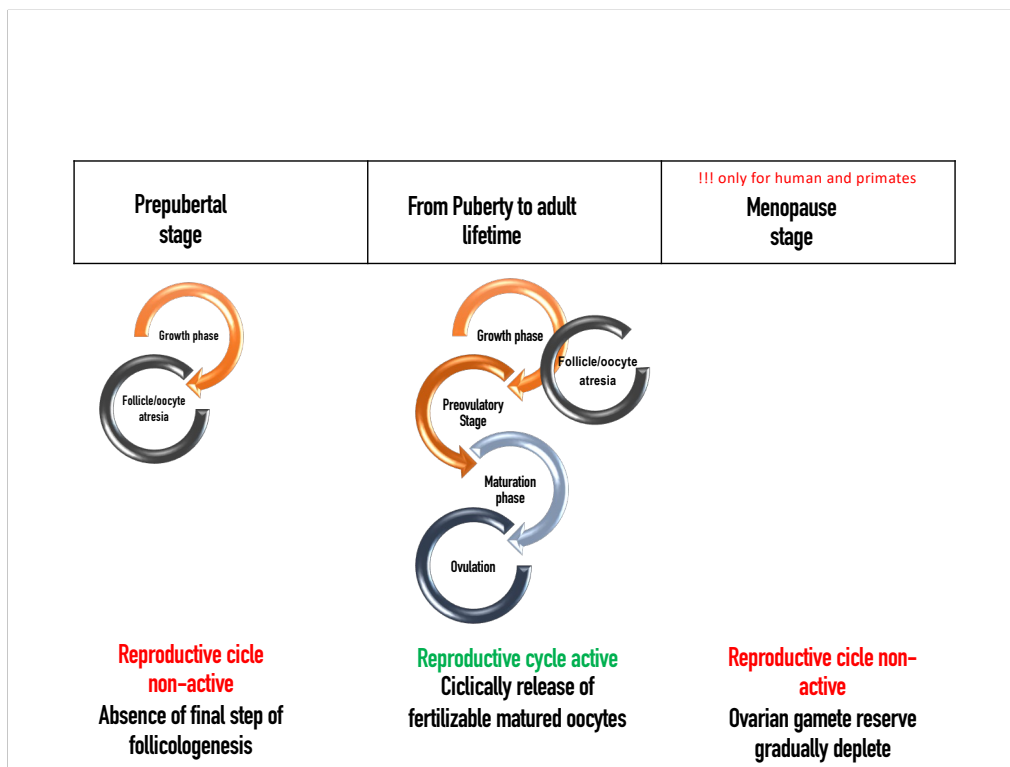 Prepubertal
stage
From Puberty to adult
lifetime
!!! only for human and primates
Menopause
stage
Growth phase
Follicle/oocyte
atresia
Growth phase
Follicle/oocyte
atresia
Preovulatory
Stage
Maturation
phase
Ovulation
Reproductive cicle
non-active
Absence of final step of
follicologenesis
Reproductive cycle active
Ciclically release of
fertilizable matured oocytes
Reproductive cicle non-
active
Ovarian gamete reserve
gradually deplete